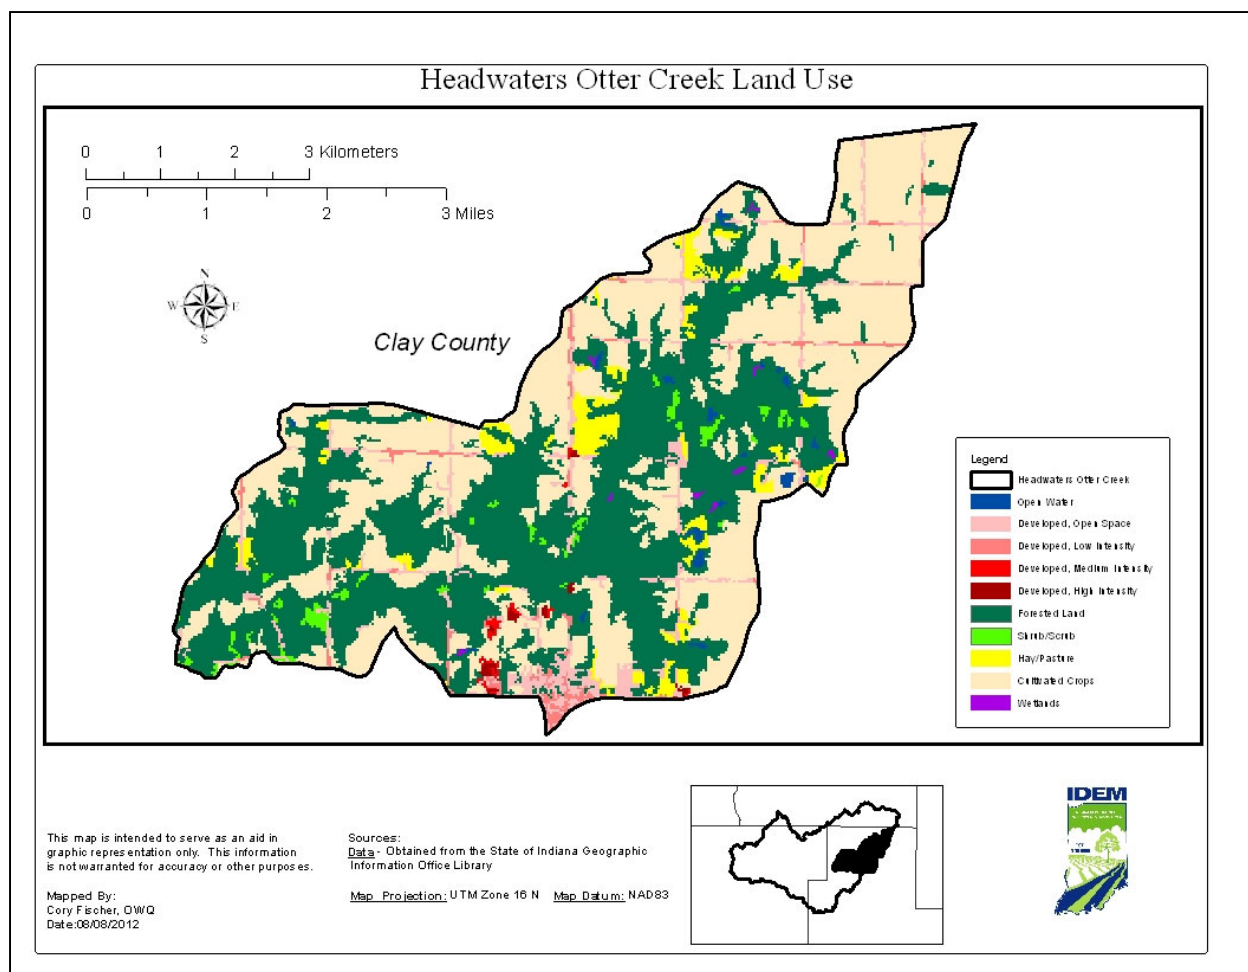 Headwaters Otter Creek Land Use
0 1 2 3 Kilometers
0 1 2 3 Miles
N
W E
S
Clay County
Legend
Headwaters Otter Creek
Open Water
Developed, Open Space
Developed, Low Intensity
Developed, Medium Intensity
Developed, High Intensity
Forested Land
Shrub/Scrub
Hay/Pasture
Cultivated Crops
Wetlands
This map is intended to serve as an aid in
graphic representation only. This information
is not warranted for accuracy or other purposes.
Mapped By:
Cory Fischer, OWQ
Date:08/08/2012
Sources:
Data - Obtained from the State of Indiana Geographic
Information Office Library
Map Projection: UTM Zone 16 N Map Datum: NAD83
IDEM